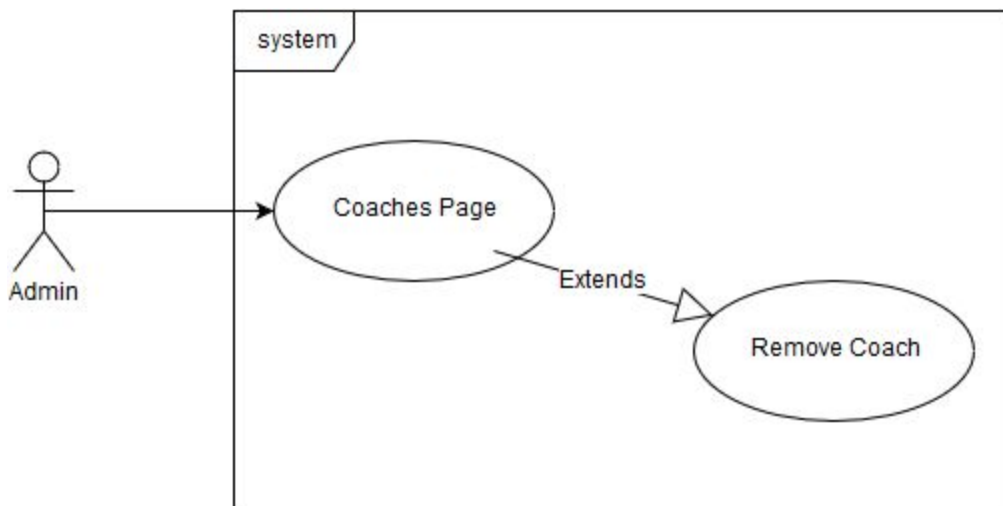 system
Coaches Page
Extends
Admin
Remove Coach